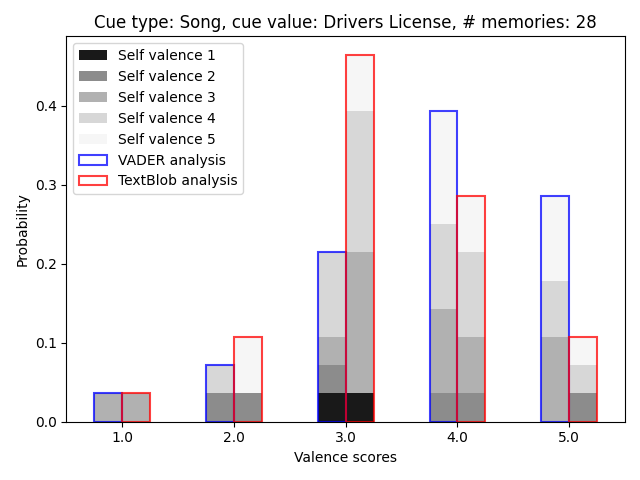 Cue type: Song, cue value: Drivers License, # memories: 28
Self valence 1
Self valence 2
Self valence 3
Self valence 4
Self valence 5
VADER analysis
TextBlob analysis
Probability
0.4
0.3
0.2
0.1
0.0
1.0 2.0 3.0 4.0 5.0
Valence scores